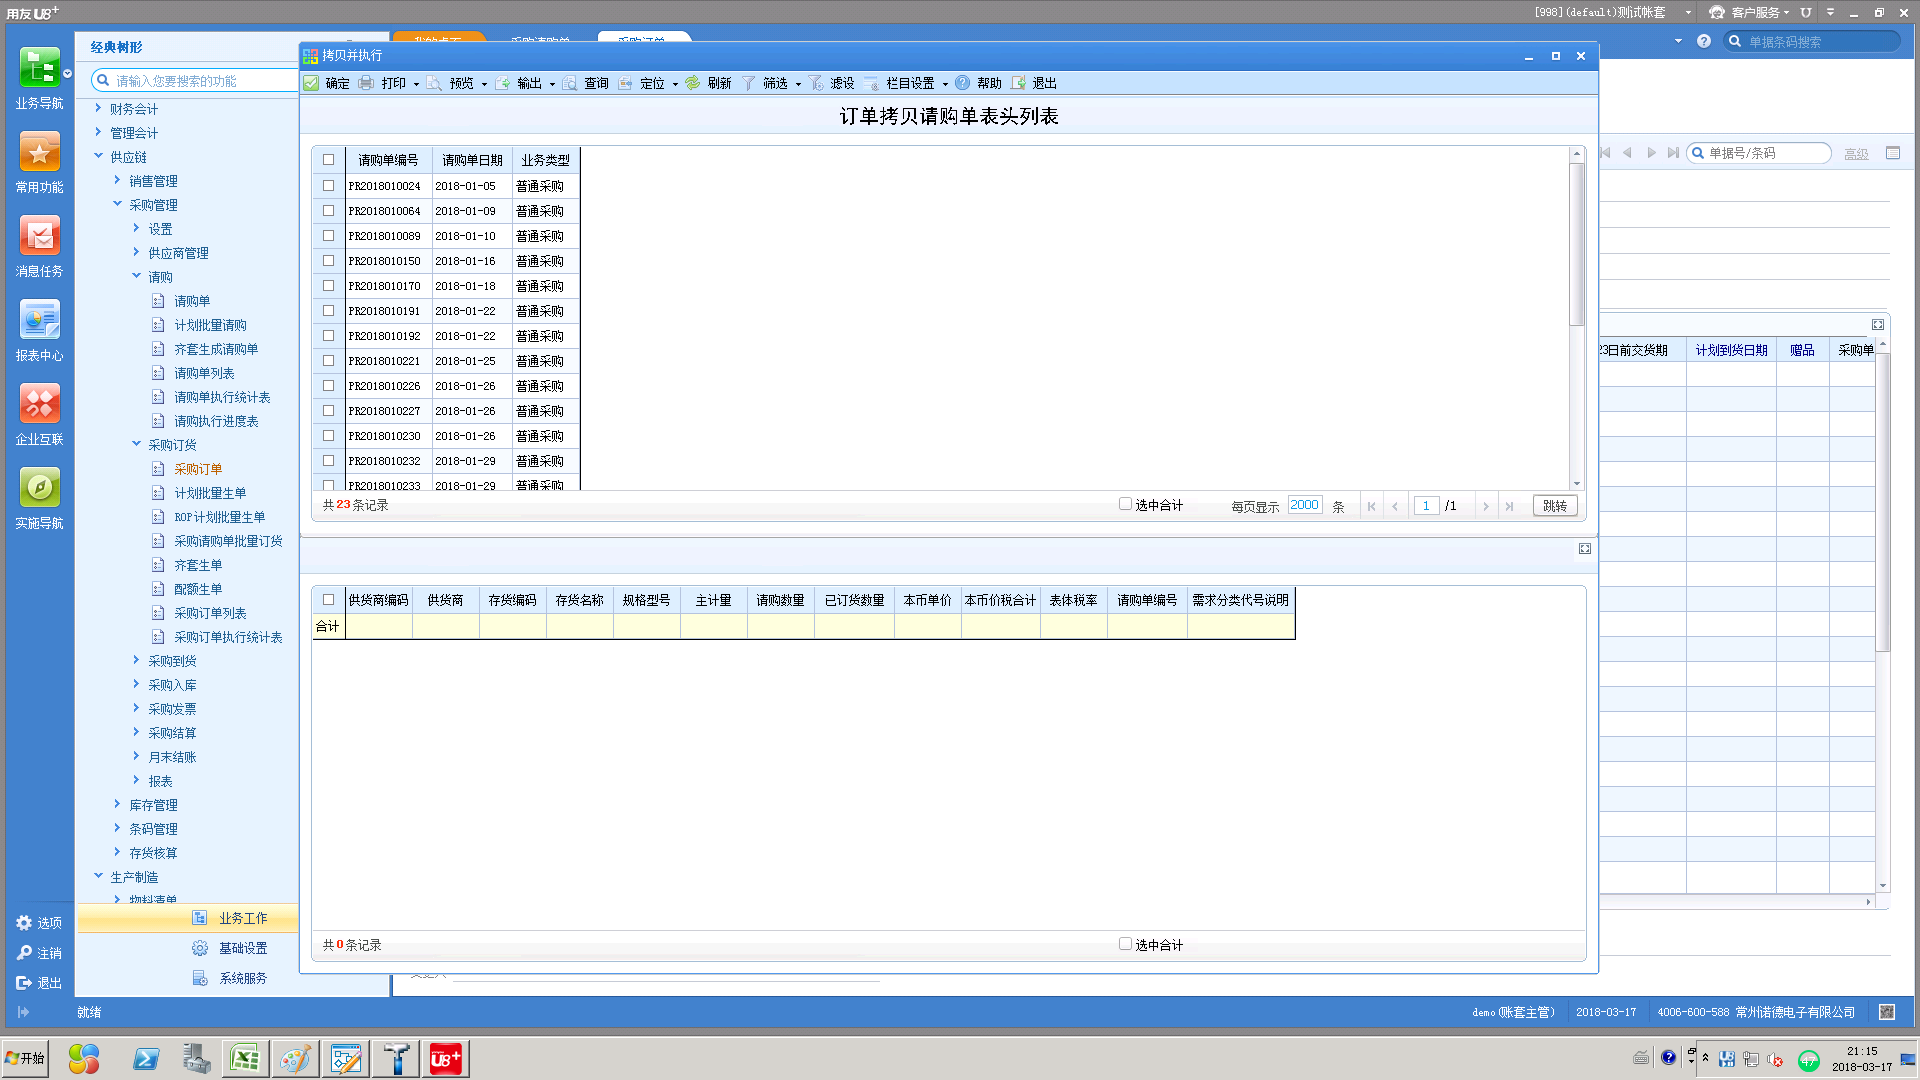 用友U8+
[998](default)测试帐套
客户服务
经典树形
请输入您要搜索的功能
采购订单
单据条码搜索
拷贝并执行
确定 打印 预览 输出 查询 定位 刷新 筛选 滤设 栏目设置 帮助 退出
订单拷贝请购单表头列表
单据号/条码
高级
业务导航
常用功能
消息任务
报表中心
企业互联
实施导航
选项
注销
退出
财务会计
管理会计
供应链
销售管理
采购管理
设置
供应商管理
请购
请购单
计划批量请购
齐套生成请购单
请购单列表
请购单执行统计表
请购执行进度表
采购订货
采购订单
计划批量生单
ROP计划批量生单
采购请购单批量订货
齐套生单
配额生单
采购订单列表
采购订单执行统计表
采购到货
采购入库
采购发票
采购结算
月末结账
报表
库存管理
条码管理
存货核算
生产制造
物料清单
业务工作
基础设置
系统服务
请购单编号 请购单日期 业务类型
PR2018010024 2018-01-05 普通采购
PR2018010064 2018-01-09 普通采购
PR2018010089 2018-01-10 普通采购
PR2018010150 2018-01-16 普通采购
PR2018010170 2018-01-18 普通采购
PR2018010191 2018-01-22 普通采购
PR2018010192 2018-01-22 普通采购
PR2018010221 2018-01-25 普通采购
PR2018010226 2018-01-26 普通采购
PR2018010227 2018-01-26 普通采购
PR2018010230 2018-01-26 普通采购
PR2018010232 2018-01-29 普通采购
PR2018010233 2018-01-29 普通采购
共23条记录
选中合计
每页显示 2000 条
1 /1
跳转
23日前交货期 计划到货日期 赠品 采购单
供货商编码 供货商 存货编码 存货名称 规格型号 主计量 请购数量 已订货数量 本币单价 本币价税合计 表体税率 请购单编号 需求分类代号说明
合计
共0条记录
选中合计
就绪
demo(账套主管)
2018-03-17
4006-600-588 常州诺德电子有限公司
开始
U8+
47
21:15
2018-03-17